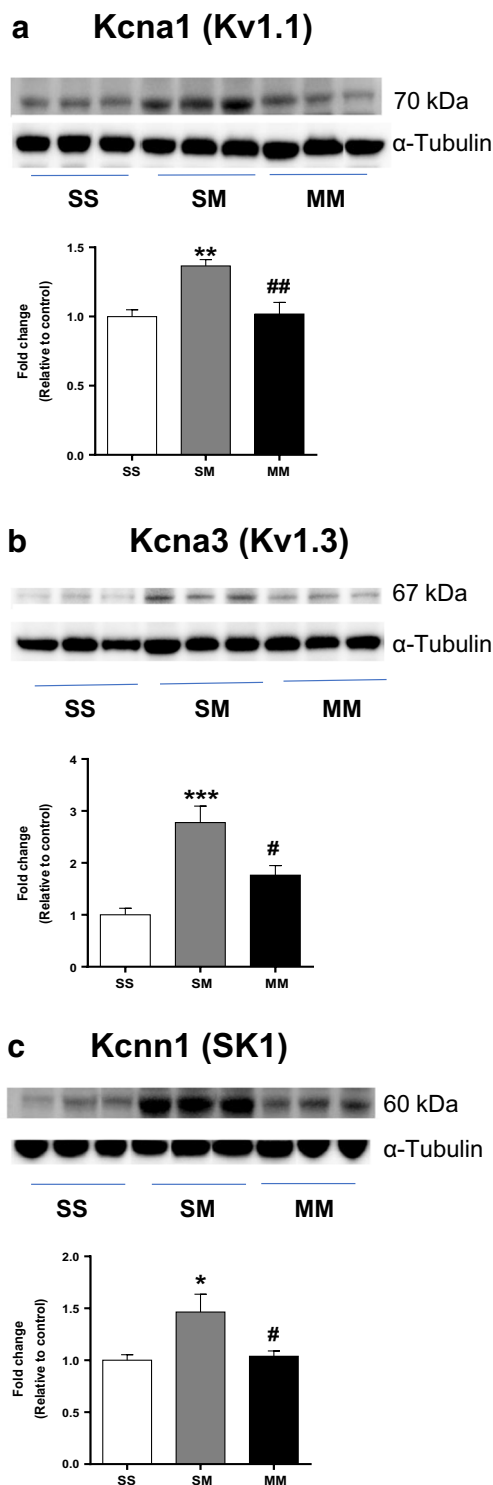 a Kcna1 (Kv1.1)
70 kDa
α-Tubulin
SS SM MM
1.5
1.0
0.5
0.0
Fold change
(Relative to control)
**
##
SS SM MM
b Kcna3 (Kv1.3)
67 kDa
α-Tubulin
SS SM MM
4
3
2
1
0
Fold change
(Relative to control)
***
#
SS SM MM
c Kcnn1 (SK1)
60 kDa
α-Tubulin
SS SM MM
2.0
1.5
1.0
0.5
0.0
Fold change
(Relative to control)
*
#
SS SM MM